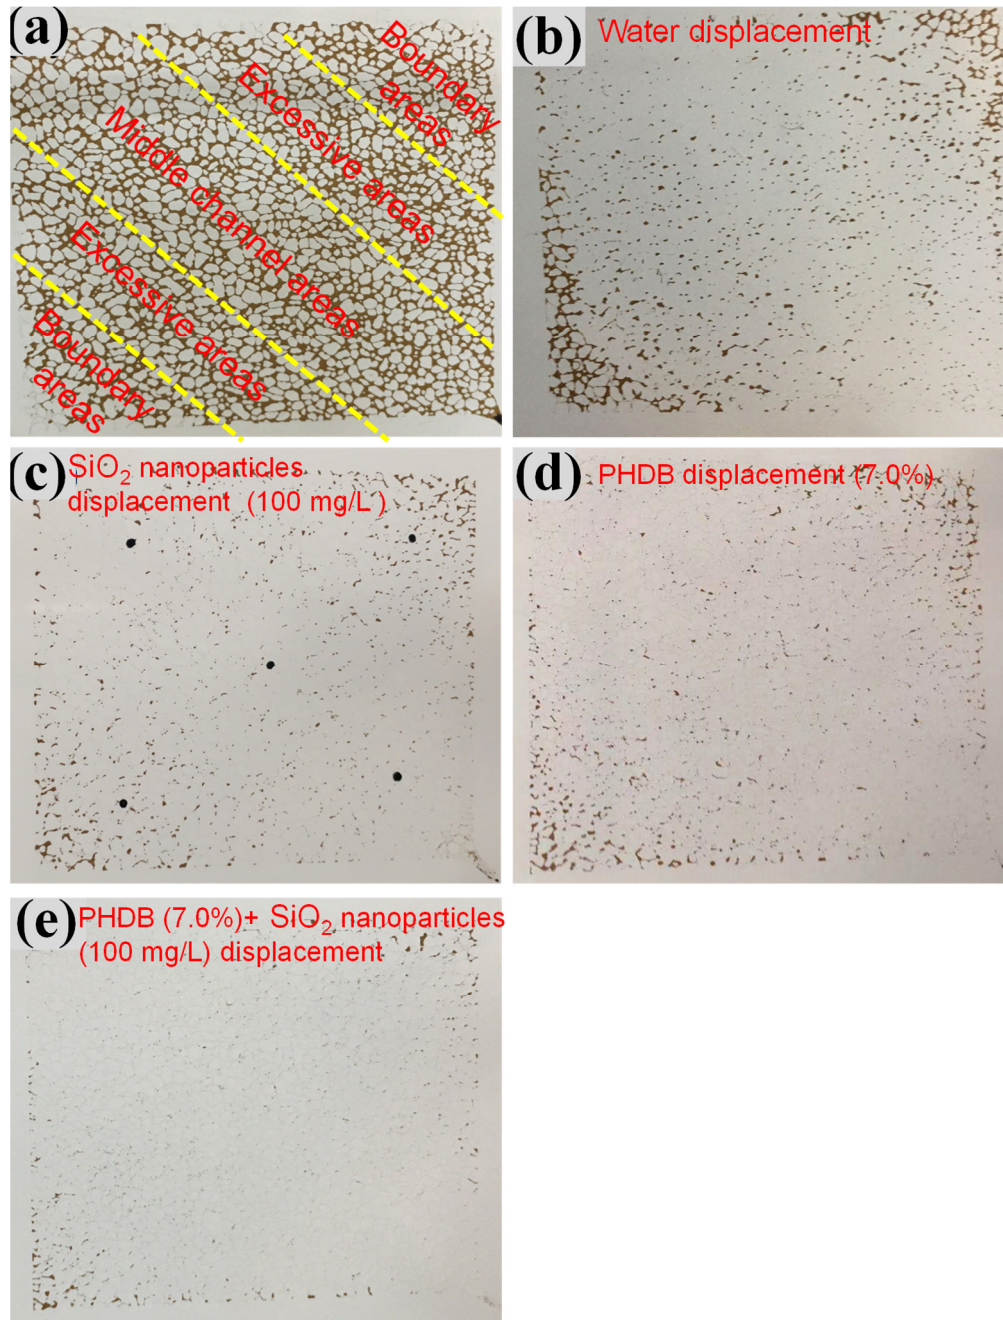 (a)
Boundary
areas
Excessive areas
Middle channel areas
Excessive areas
Boundary
areas
(b) Water displacement
(c) SiO₂ nanoparticles
displacement (100 mg/L)
(d) PHDB displacement (7.0%)
(e) PHDB (7.0%)+ SiO₂ nanoparticles
(100 mg/L) displacement